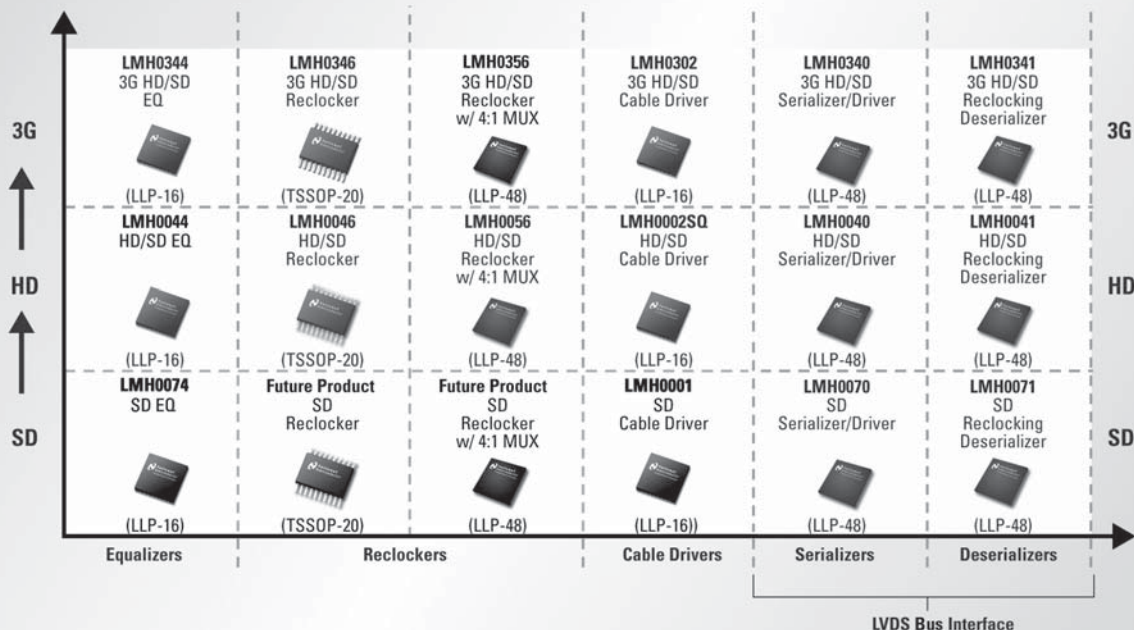 LMH0344
3G HD/SD
EQ
(LLP-16)
LMH0346
3G HD/SD
Reclocker
(TSSOP-20)
LMH0356
3G HD/SD
Reclocker
w/ 4:1 MUX
(LLP-48)
LMH0302
3G HD/SD
Cable Driver
(LLP-16)
LMH0340
3G HD/SD
Serializer/Driver
(LLP-48)
LMH0341
3G HD/SD
Reclocking
Deserializer
(LLP-48)
3G
3G
LMH0044
HD/SD EQ
(LLP-16)
LMH0046
HD/SD
Reclocker
(TSSOP-20)
LMH0056
HD/SD
Reclocker
w/ 4:1 MUX
(LLP-48)
LMH0002SQ
HD/SD
Cable Driver
(LLP-16)
LMH0040
HD/SD
Serializer/Driver
(LLP-48)
LMH0041
HD/SD
Reclocking
Deserializer
(LLP-48)
HD
HD
LMH0074
SD EQ
(LLP-16)
Future Product
SD
Reclocker
(TSSOP-20)
Future Product
SD
Reclocker
w/ 4:1 MUX
(LLP-48)
LMH0001
SD
Cable Driver
(LLP-16))
LMH0070
SD
Serializer/Driver
(LLP-48)
LMH0071
SD
Reclocking
Deserializer
(LLP-48)
SD
SD
Equalizers
Reclockers
Cable Drivers
Serializers
Deserializers
LVDS Bus Interface